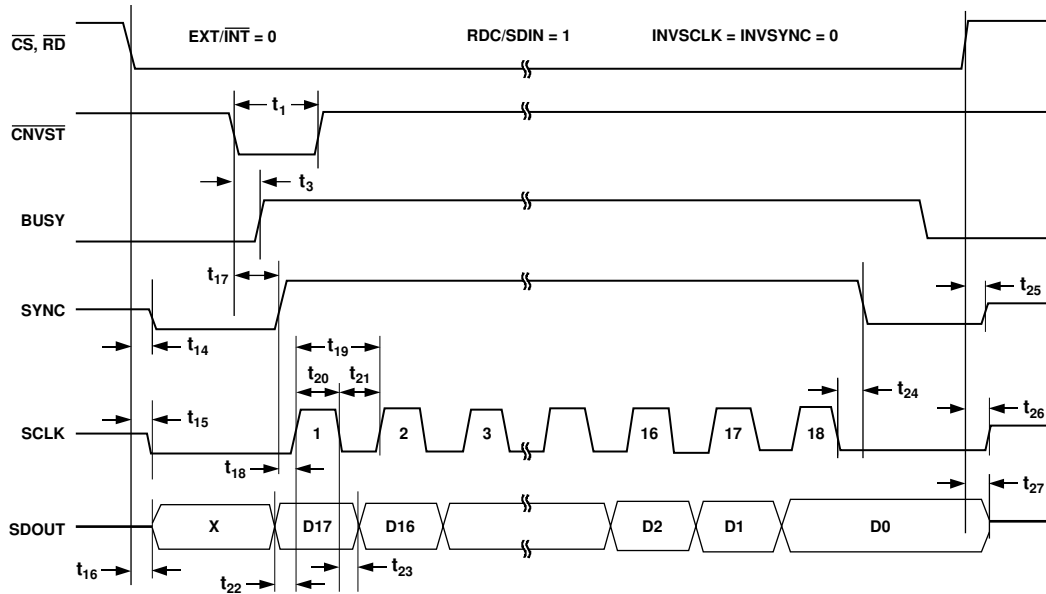 EXT/INT = 0 RDC/SDIN = 1 INVSCLK = INVSYNC = 0
CS, RD
t1
CNVST
t3
BUSY
t17
SYNC
t25
t14
t19
t20 t21
t24
t15
t26
SCLK
1 2 3 16 17 18
t18
t27
SDOUT
X D17 D16 D2 D1 D0
t16
t22
t23